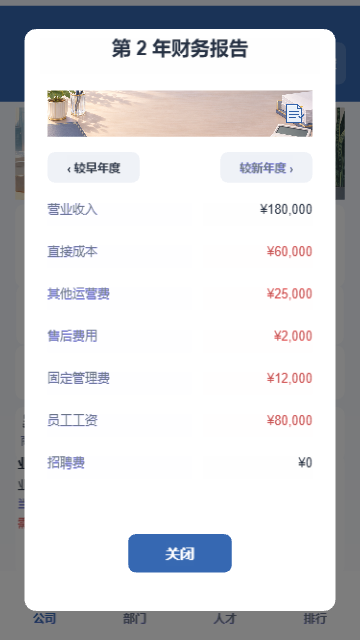 第 2 年财务报告
‹ 较早年度
较新年度 ›
营业收入 ¥180,000
直接成本 ¥60,000
其他运营费 ¥25,000
售后费用 ¥2,000
固定管理费 ¥12,000
员工工资 ¥80,000
招聘费 ¥0
关闭
公司 部门 人才 排行